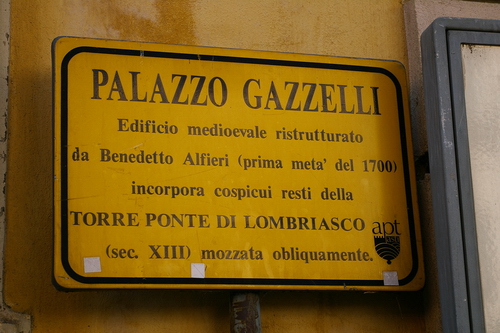 PALAZZO GAZZELLI
Edificio medioevale ristrutturato
da Benedetto Alfieri (prima meta' del 1700)
incorpora cospicui resti della
TORRE PONTE DI LOMBRIASCO
(sec. XIII) mozzata obliquamente.
apt